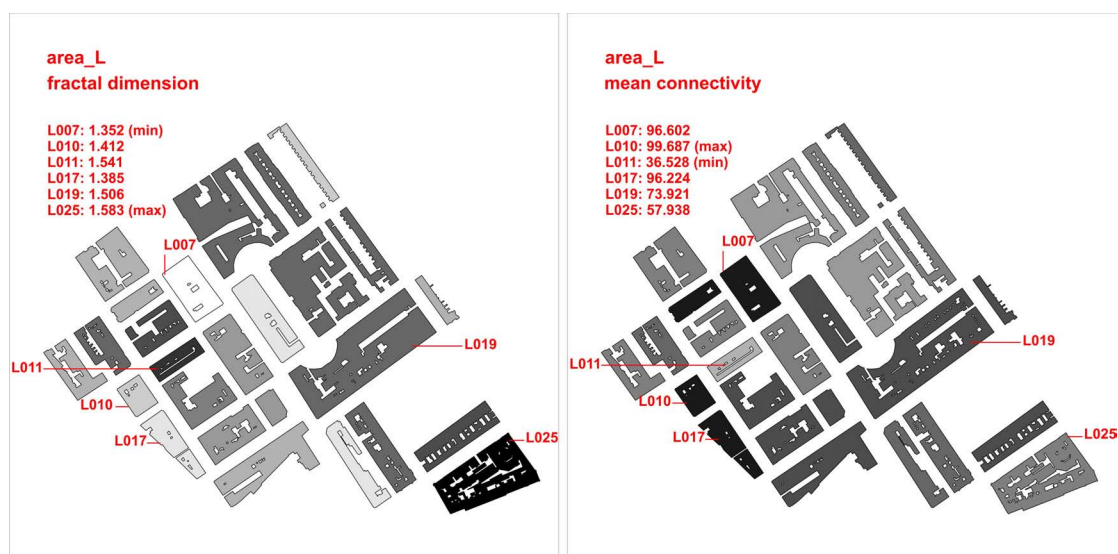 area_L
fractal dimension
L007: 1.352 (min)
L010: 1.412
L011: 1.541
L017: 1.385
L019: 1.506
L025: 1.583 (max)
L007
L019
L011
L010
L017
L025
area_L
mean connectivity
L007: 96.602
L010: 99.687 (max)
L011: 36.528 (min)
L017: 96.224
L019: 73.921
L025: 57.938
L007
L019
L011
L010
L017
L025